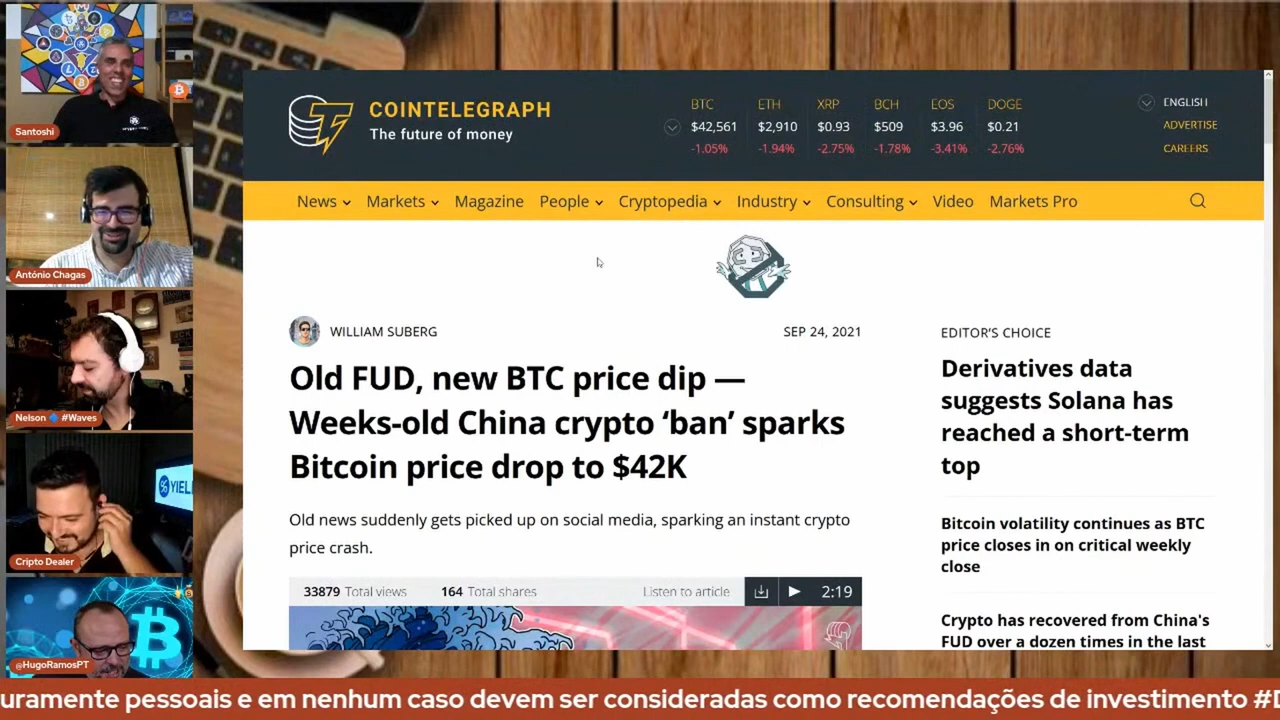 Santoshi
António Chagas
Nelson #Waves
YIEL
Cripto Dealer
@HugoRamosPT
COINTELEGRAPH
The future of money
BTC ETH XRP BCH EOS DOGE
$42,561 $2,910 $0.93 $509 $3.96 $0.21
-1.05% -1.94% -2.75% -1.78% -3.41% -2.76%
ENGLISH
ADVERTISE
CAREERS
News Markets Magazine People Cryptopedia Industry Consulting Video Markets Pro
WILLIAM SUBERG
SEP 24, 2021
Old FUD, new BTC price dip —
Weeks-old China crypto ‘ban’ sparks
Bitcoin price drop to $42K
Old news suddenly gets picked up on social media, sparking an instant crypto
price crash.
33879 Total views 164 Total shares Listen to article 2:19
EDITOR’S CHOICE
Derivatives data
suggests Solana has
reached a short-term
top
Bitcoin volatility continues as BTC
price closes in on critical weekly
close
Crypto has recovered from China's
FUD over a dozen times in the last
uramente pessoais e em nenhum caso devem ser consideradas como recomendações de investimento #